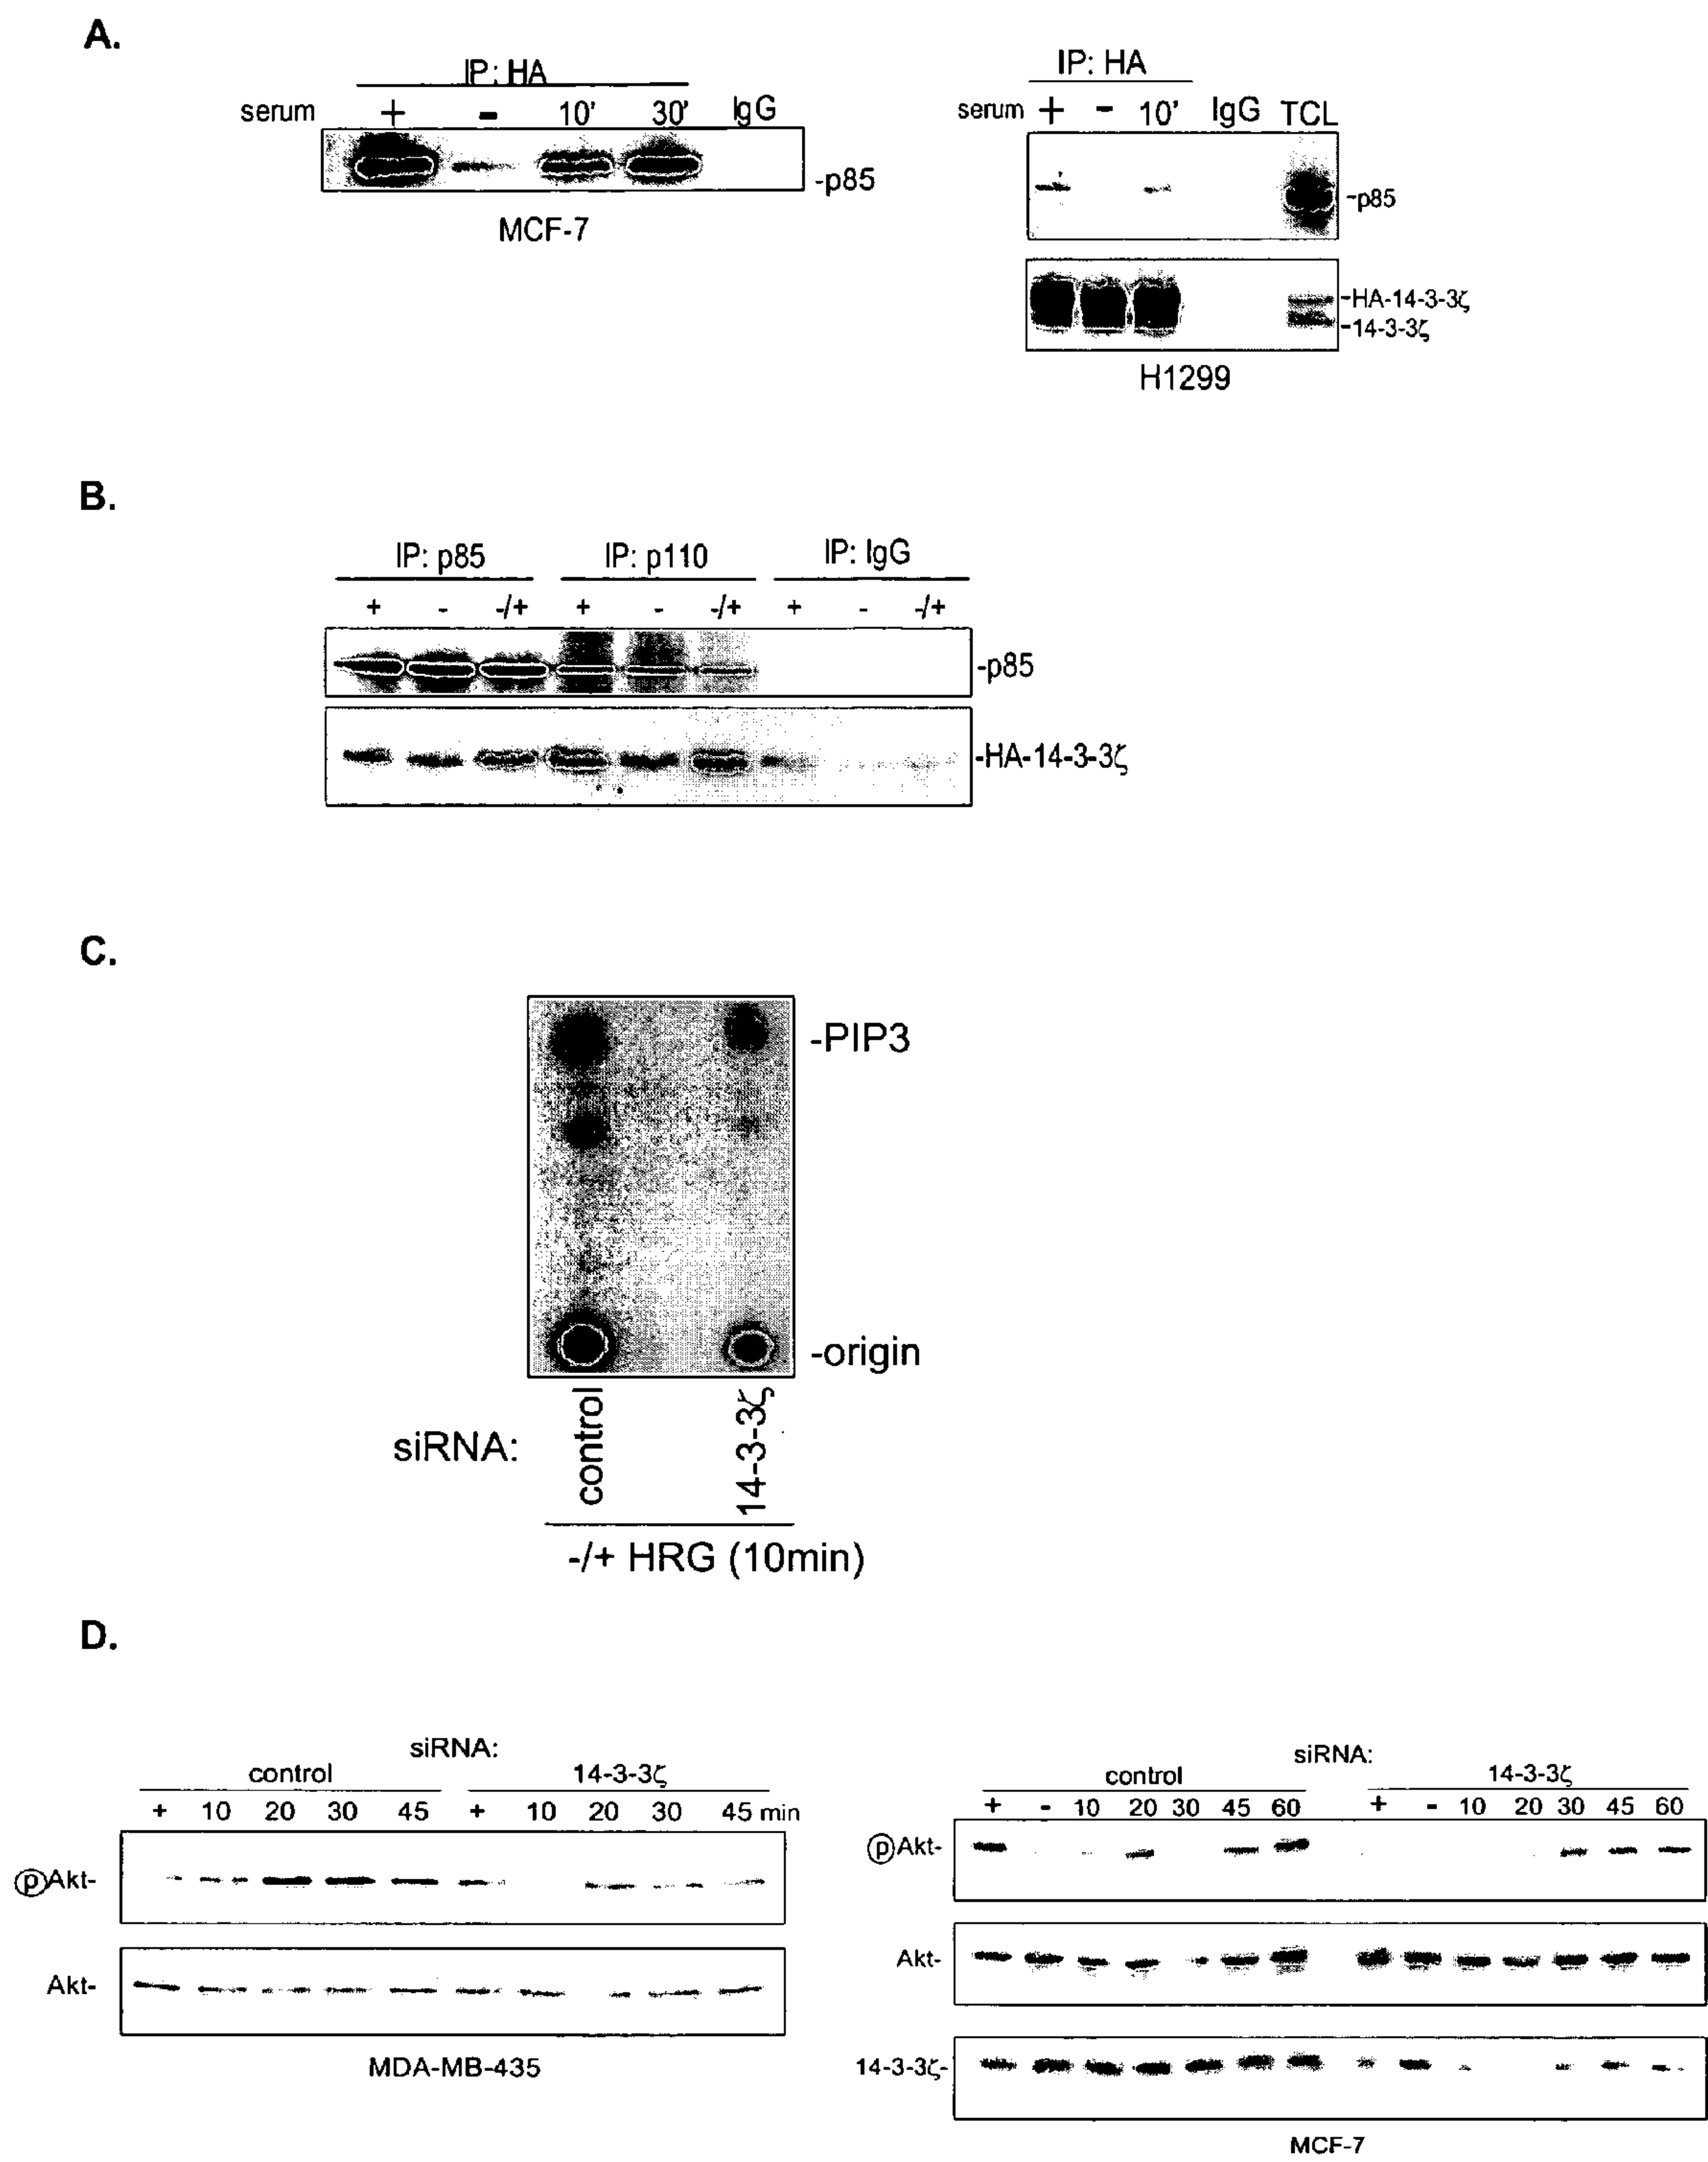 A.
IP: HA
serum + - 10' 30' IgG
-p85
MCF-7
IP: HA
serum + - 10' IgG TCL
-p85
-HA-14-3-3ζ
-14-3-3ζ
H1299
B.
IP: p85 IP: p110 IP: IgG
+ - -/+ + - -/+ + - -/+
-p85
-HA-14-3-3ζ
C.
-PIP3
-origin
siRNA: control 14-3-3ζ
-/+ HRG (10min)
D.
siRNA:
control 14-3-3ζ
+ 10 20 30 45 + 10 20 30 45 min
ⓟAkt-
Akt-
MDA-MB-435
siRNA:
control 14-3-3ζ
+ - 10 20 30 45 60 + - 10 20 30 45 60
ⓟAkt-
Akt-
14-3-3ζ-
MCF-7